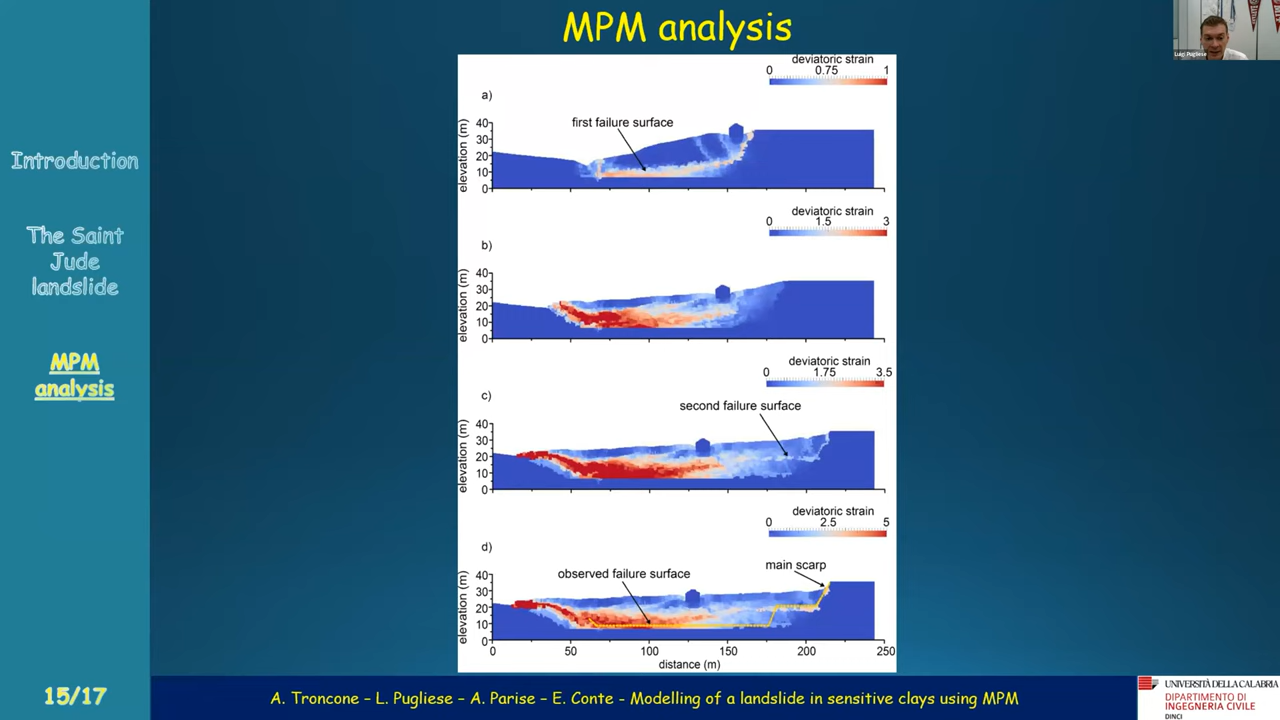 MPM analysis
Luigi Pugliese
Introduction
The Saint
Jude
landslide
MPM
analysis
15/17
deviatoric strain
0 0.75 1
a)
first failure surface
elevation (m)
40
30
20
10
0
deviatoric strain
0 1.5 3
b)
elevation (m)
40
30
20
10
0
deviatoric strain
0 1.75 3.5
c)
second failure surface
elevation (m)
40
30
20
10
0
deviatoric strain
0 2.5 5
d)
main scarp
observed failure surface
elevation (m)
40
30
20
10
0
0 50 100 150 200 250
distance (m)
A. Troncone – L. Pugliese – A. Parise – E. Conte - Modelling of a landslide in sensitive clays using MPM
UNIVERSITÀ DELLA CALABRIA
DIPARTIMENTO DI
INGEGNERIA CIVILE
DINCI